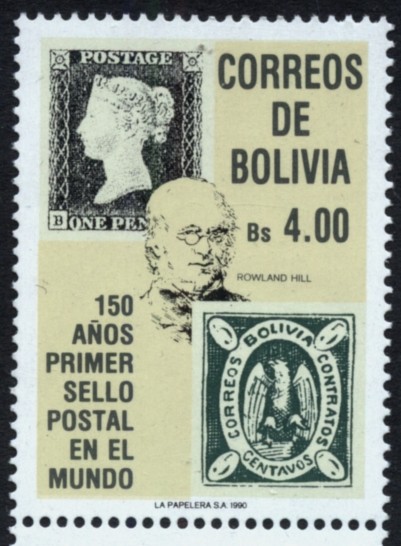 POSTAGE
B ONE PEN
CORREOS
DE
BOLIVIA
Bs 4.00
ROWLAND HILL
150
AÑOS
PRIMER
SELLO
POSTAL
EN EL
MUNDO
CORREOS BOLIVIA CONTRATOS
CENTAVOS
LA PAPELERA S.A. 1990